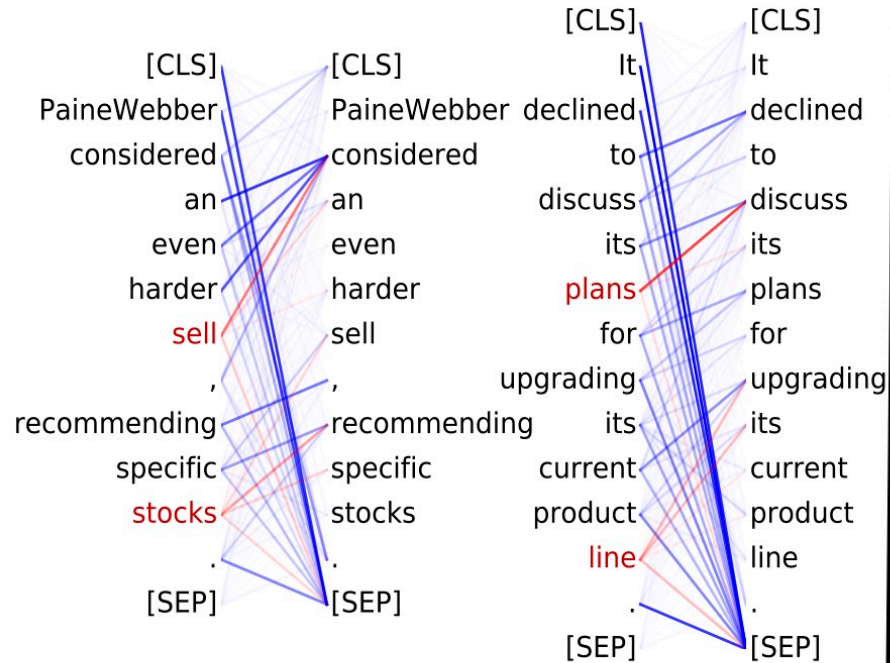 [CLS]
PaineWebber
considered
an
even
harder
sell
,
recommending
specific
stocks
.
[SEP]
[CLS]
PaineWebber
considered
an
even
harder
sell
,
recommending
specific
stocks
.
[SEP]
[CLS]
It
declined
to
discuss
its
plans
for
upgrading
its
current
product
line
.
[SEP]
[CLS]
It
declined
to
discuss
its
plans
for
upgrading
its
current
product
line
.
[SEP]